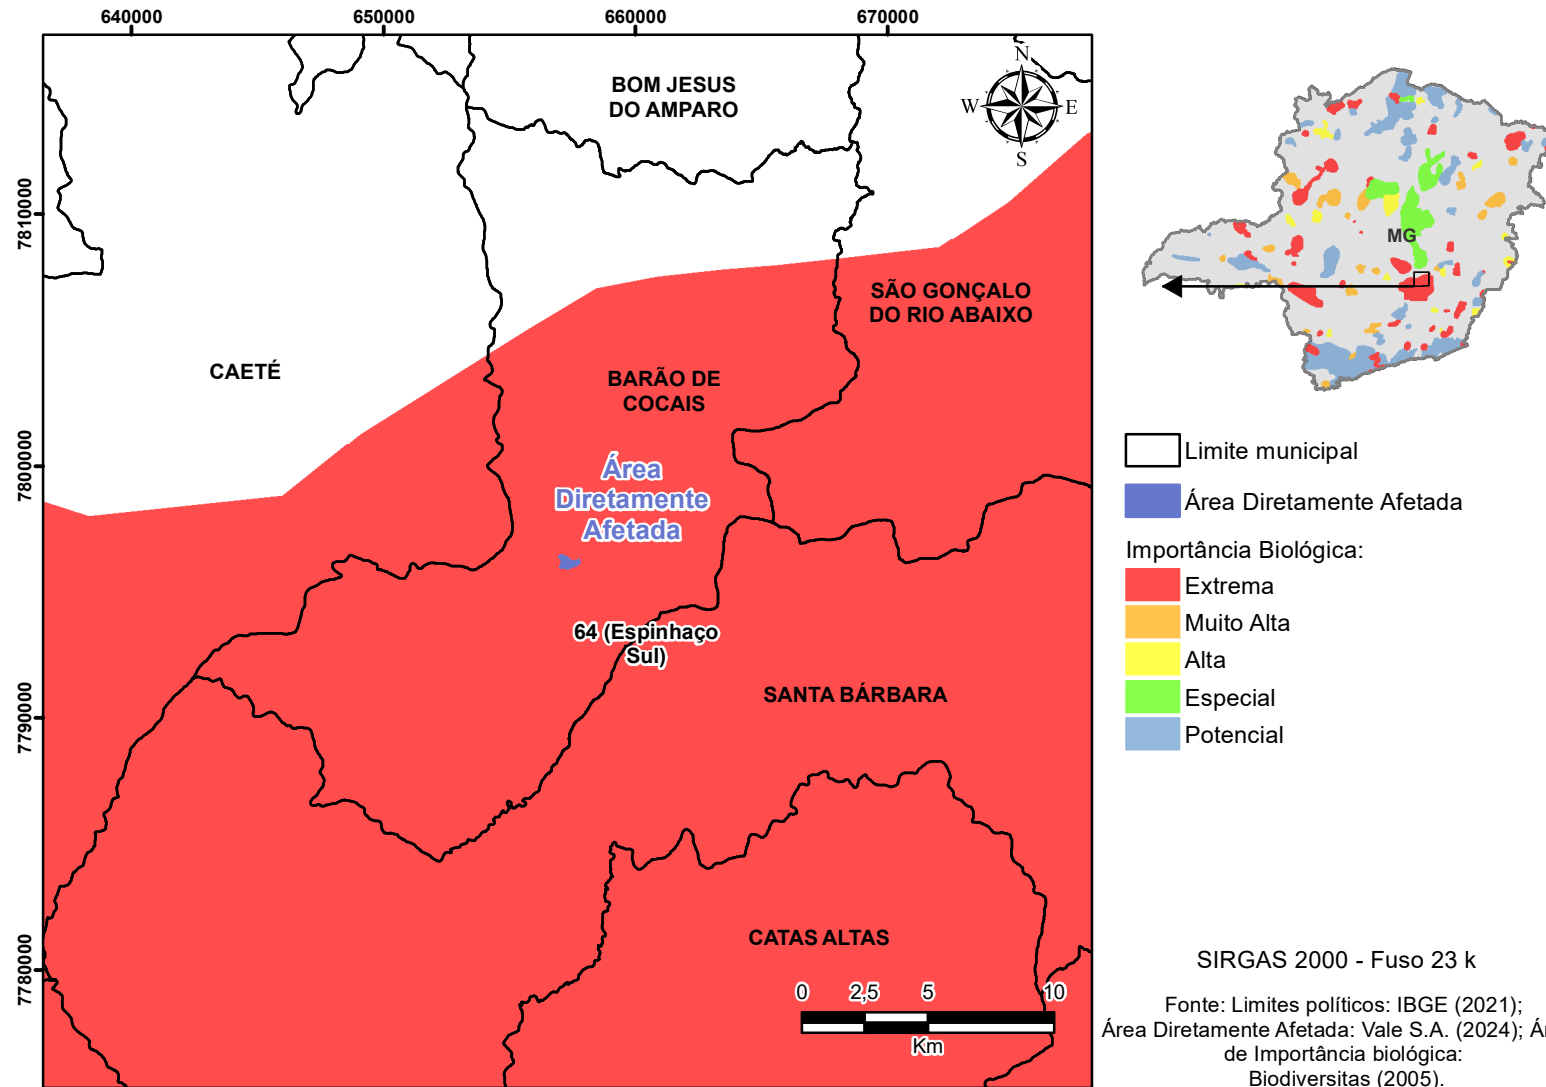 640000
650000
660000
670000
7810000
7800000
7790000
7780000
BOM JESUS
DO AMPARO
N
W
E
S
SÃO GONÇALO
DO RIO ABAIXO
CAETÉ
BARÃO DE
COCAIS
Área
Diretamente
Afetada
64 (Espinhaço
Sul)
SANTA BÁRBARA
CATAS ALTAS
0 2,5 5 10
Km
MG
Limite municipal
Área Diretamente Afetada
Importância Biológica:
Extrema
Muito Alta
Alta
Especial
Potencial
SIRGAS 2000 - Fuso 23 k
Fonte: Limites políticos: IBGE (2021);
Área Diretamente Afetada: Vale S.A. (2024);
de Importância biológica:
Biodiversitas (2005).